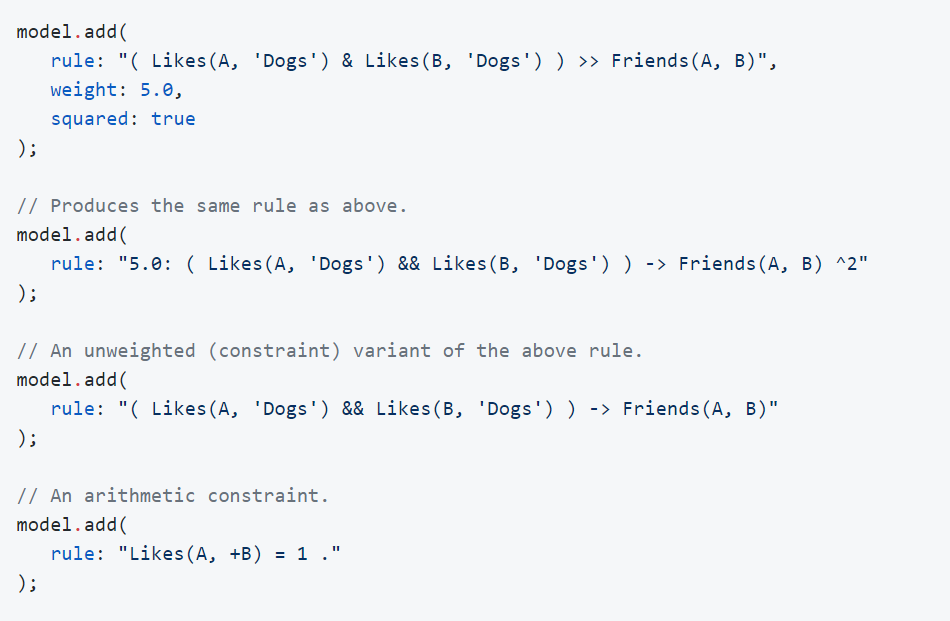 model.add(
   rule: "( Likes(A, 'Dogs') & Likes(B, 'Dogs') ) >> Friends(A, B)",
   weight: 5.0,
   squared: true
);

// Produces the same rule as above.
model.add(
   rule: "5.0: ( Likes(A, 'Dogs') && Likes(B, 'Dogs') ) -> Friends(A, B) ^2"
);

// An unweighted (constraint) variant of the above rule.
model.add(
   rule: "( Likes(A, 'Dogs') && Likes(B, 'Dogs') ) -> Friends(A, B)"
);

// An arithmetic constraint.
model.add(
   rule: "Likes(A, +B) = 1 ."
);